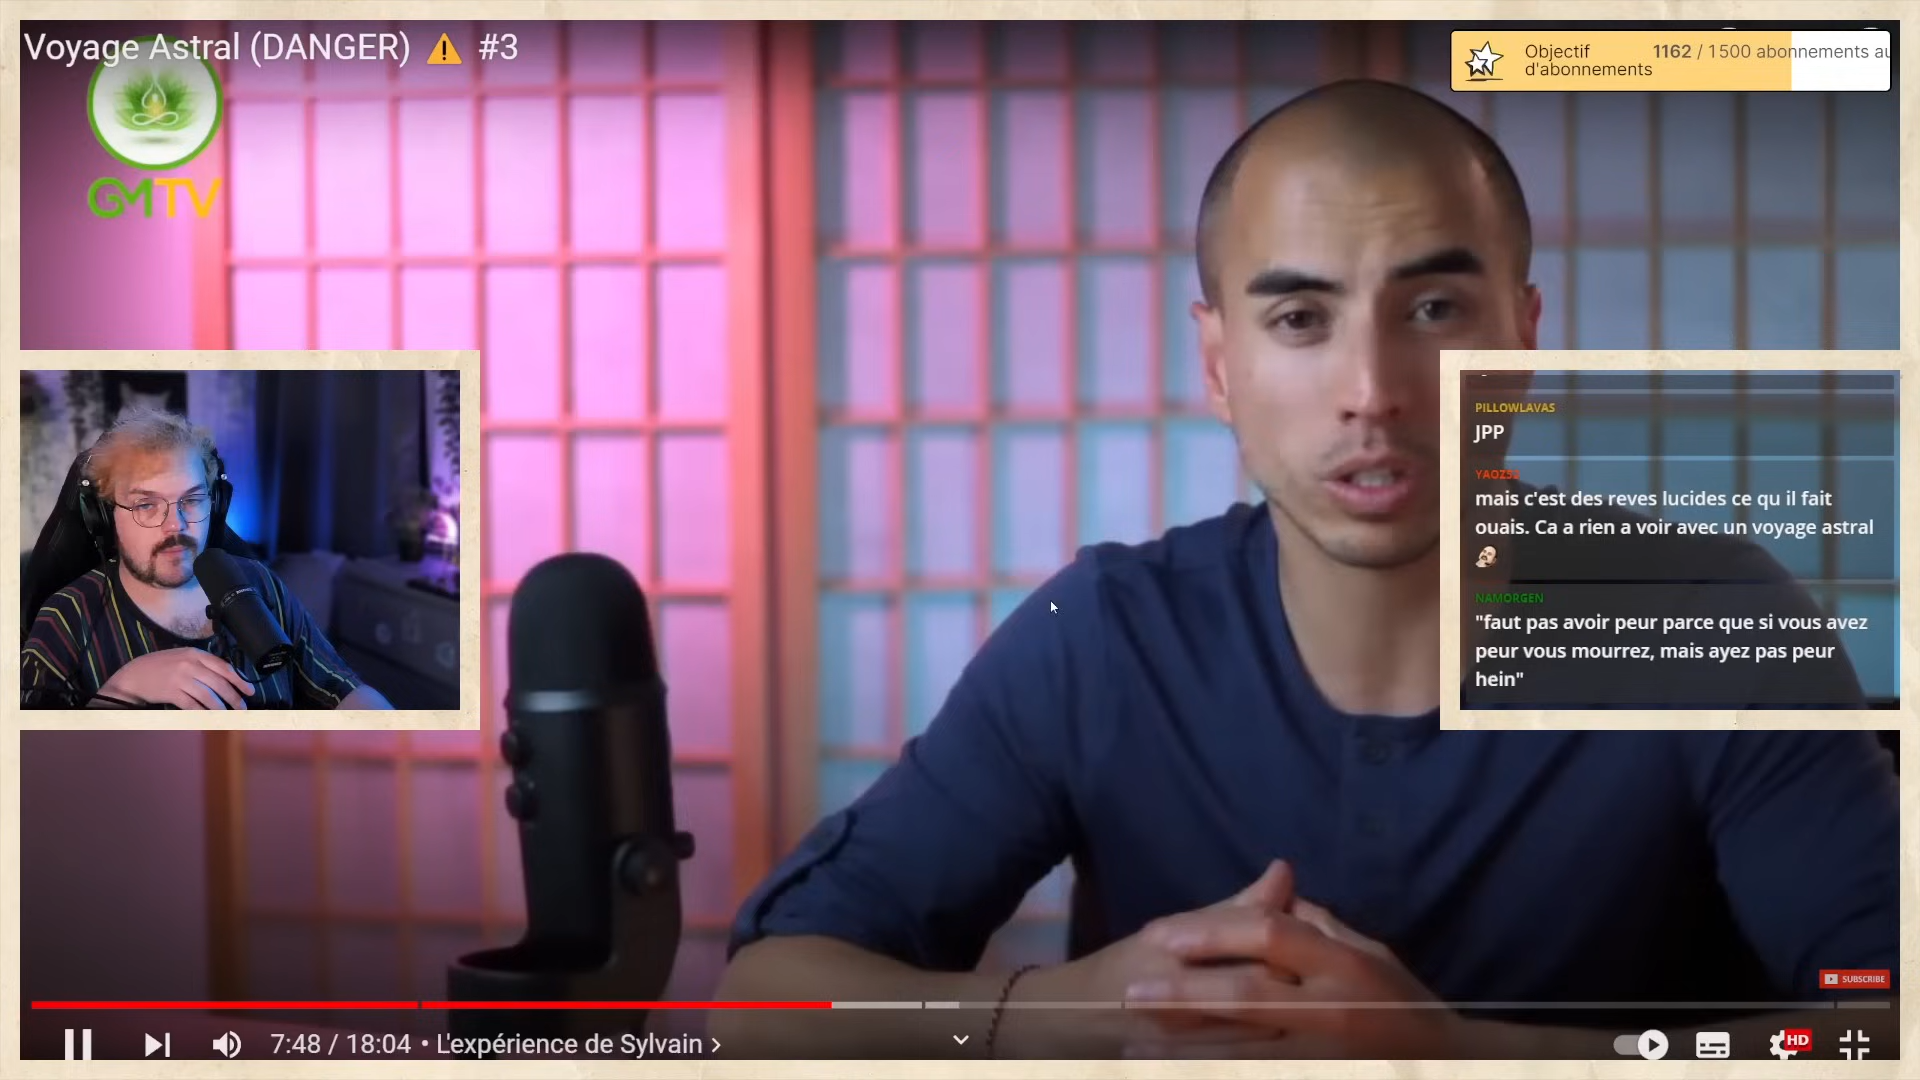 Voyage Astral (DANGER) ⚠ #3
GMTV
Objectif
d'abonnements
1162 / 1500 abonnements au
PILLOWLAVAS
JPP
mais c'est des reves lucides ce qu il fait
ouais. Ca a rien a voir avec un voyage astral
NAMORGEN
"faut pas avoir peur parce que si vous avez
peur vous mourrez, mais ayez pas peur
hein"
SUBSCRIBE
7:48 / 18:04 • L'expérience de Sylvain >
HD